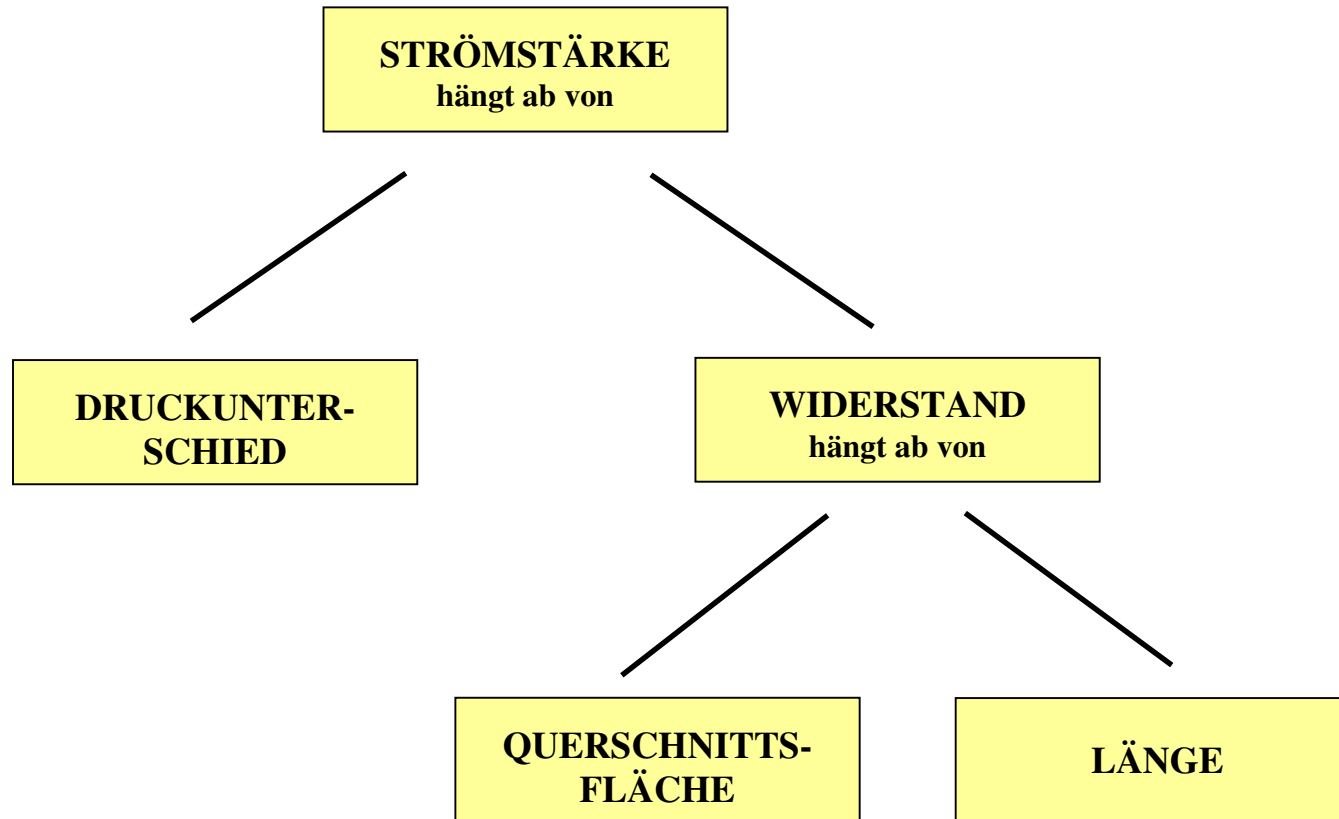 STRÖMSTÄRKE
hängt ab von
DRUCKUNTER-
SCHIED
WIDERSTAND
hängt ab von
QUERSCHNITTS-
FLÄCHE
LÄNGE